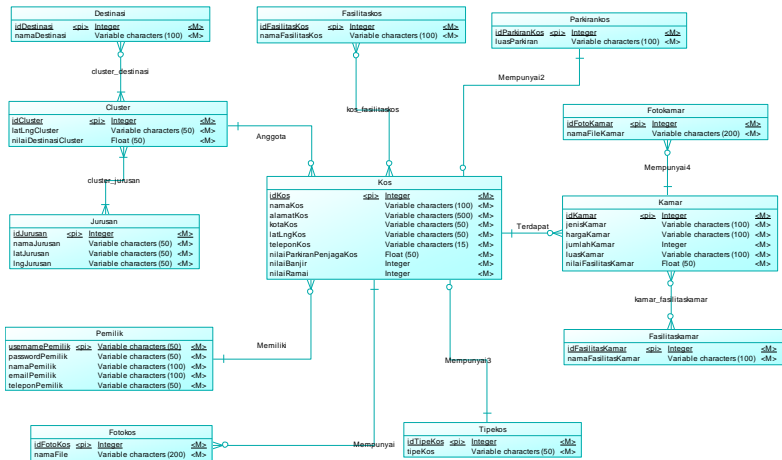 Destinasi
idDestinasi <pi> Integer <M>
namaDestinasi Variable characters (100) <M>
Fasilitaskos
idFasilitasKos <pi> Integer <M>
namaFasilitasKos Variable characters (100) <M>
Parkirankos
idParkiranKos <pi> Integer <M>
luasParkiran Variable characters (100) <M>
cluster_destinasi
Mempunyai2
Cluster
idCluster <pi> Integer <M>
latLngCluster Variable characters (50) <M>
nilaiDestinasiCluster Float (50) <M>
kos_fasilitaskos
Anggota
Fotokamar
idFotoKamar <pi> Integer <M>
namaFileKamar Variable characters (200) <M>
Mempunyai4
cluster_jurusan
Kos
idKos <pi> Integer <M>
namaKos Variable characters (100) <M>
alamatKos Variable characters (500) <M>
kotaKos Variable characters (50) <M>
latLngKos Variable characters (50) <M>
teleponKos Variable characters (15) <M>
nilaiParkiranPenjagaKos Float (50) <M>
nilaiBanjir Integer <M>
nilaiRamai Integer <M>
Terdapat
Kamar
idKamar <pi> Integer <M>
jenisKamar Variable characters (100) <M>
hargaKamar Variable characters (100) <M>
jumlahKamar Integer <M>
luasKamar Variable characters (100) <M>
nilaiFasilitasKamar Float (50) <M>
Jurusan
idJurusan <pi> Integer <M>
namaJurusan Variable characters (50) <M>
latJurusan Variable characters (50) <M>
lngJurusan Variable characters (50) <M>
kamar_fasilitaskamar
Pemilik
usernamePemilik <pi> Variable characters (50) <M>
passwordPemilik Variable characters (50) <M>
namaPemilik Variable characters (100) <M>
emailPemilik Variable characters (100) <M>
teleponPemilik Variable characters (50) <M>
Memiliki
Mempunyai3
Fasilitaskamar
idFasilitasKamar <pi> Integer <M>
namaFasilitasKamar Variable characters (100) <M>
Fotokos
idFotoKos <pi> Integer <M>
namaFile Variable characters (200) <M>
Mempunyai
Tipekos
idTipeKos <pi> Integer <M>
tipeKos Variable characters (50) <M>